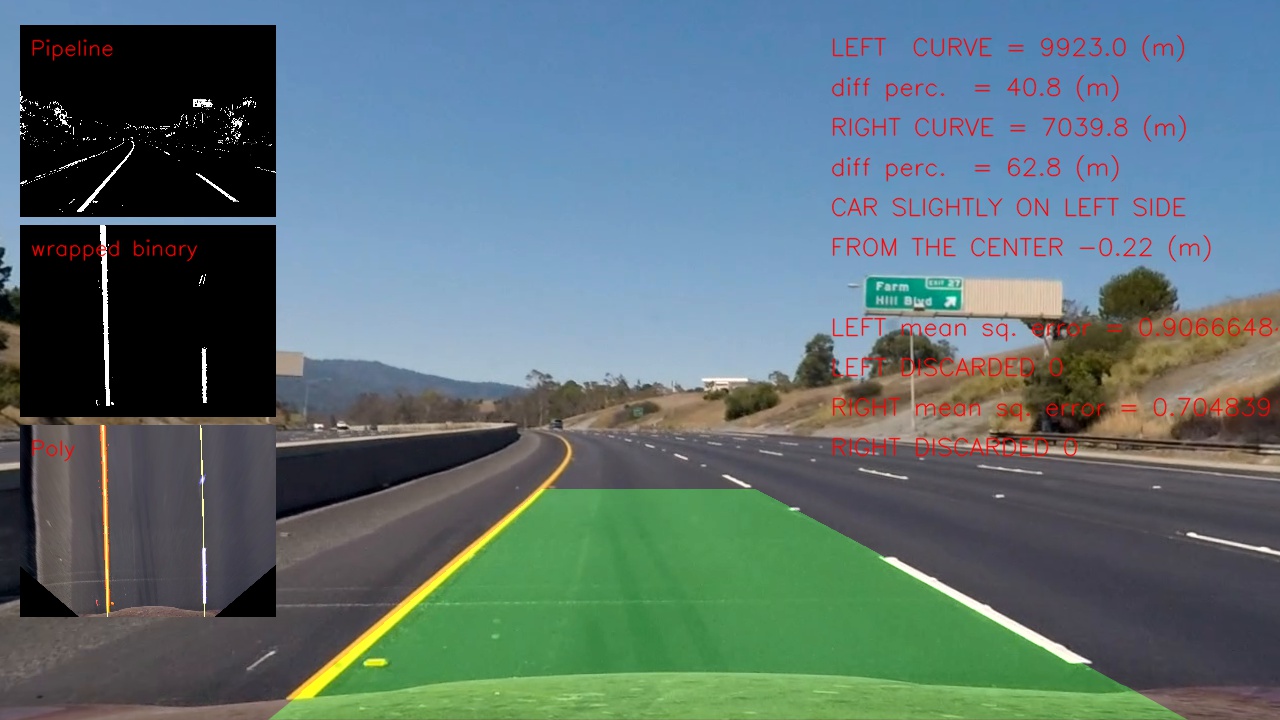 Pipeline
wrapped binary
Poly
LEFT CURVE = 9923.0 (m)
diff perc. = 40.8 (m)
RIGHT CURVE = 7039.8 (m)
diff perc. = 62.8 (m)
CAR SLIGHTLY ON LEFT SIDE
FROM THE CENTER -0.22 (m)
EXIT 27
Farm
Hill Blvd
LEFT mean sq. error = 0.9066648
LEFT DISCARDED 0
RIGHT mean sq. error = 0.704839
RIGHT DISCARDED 0